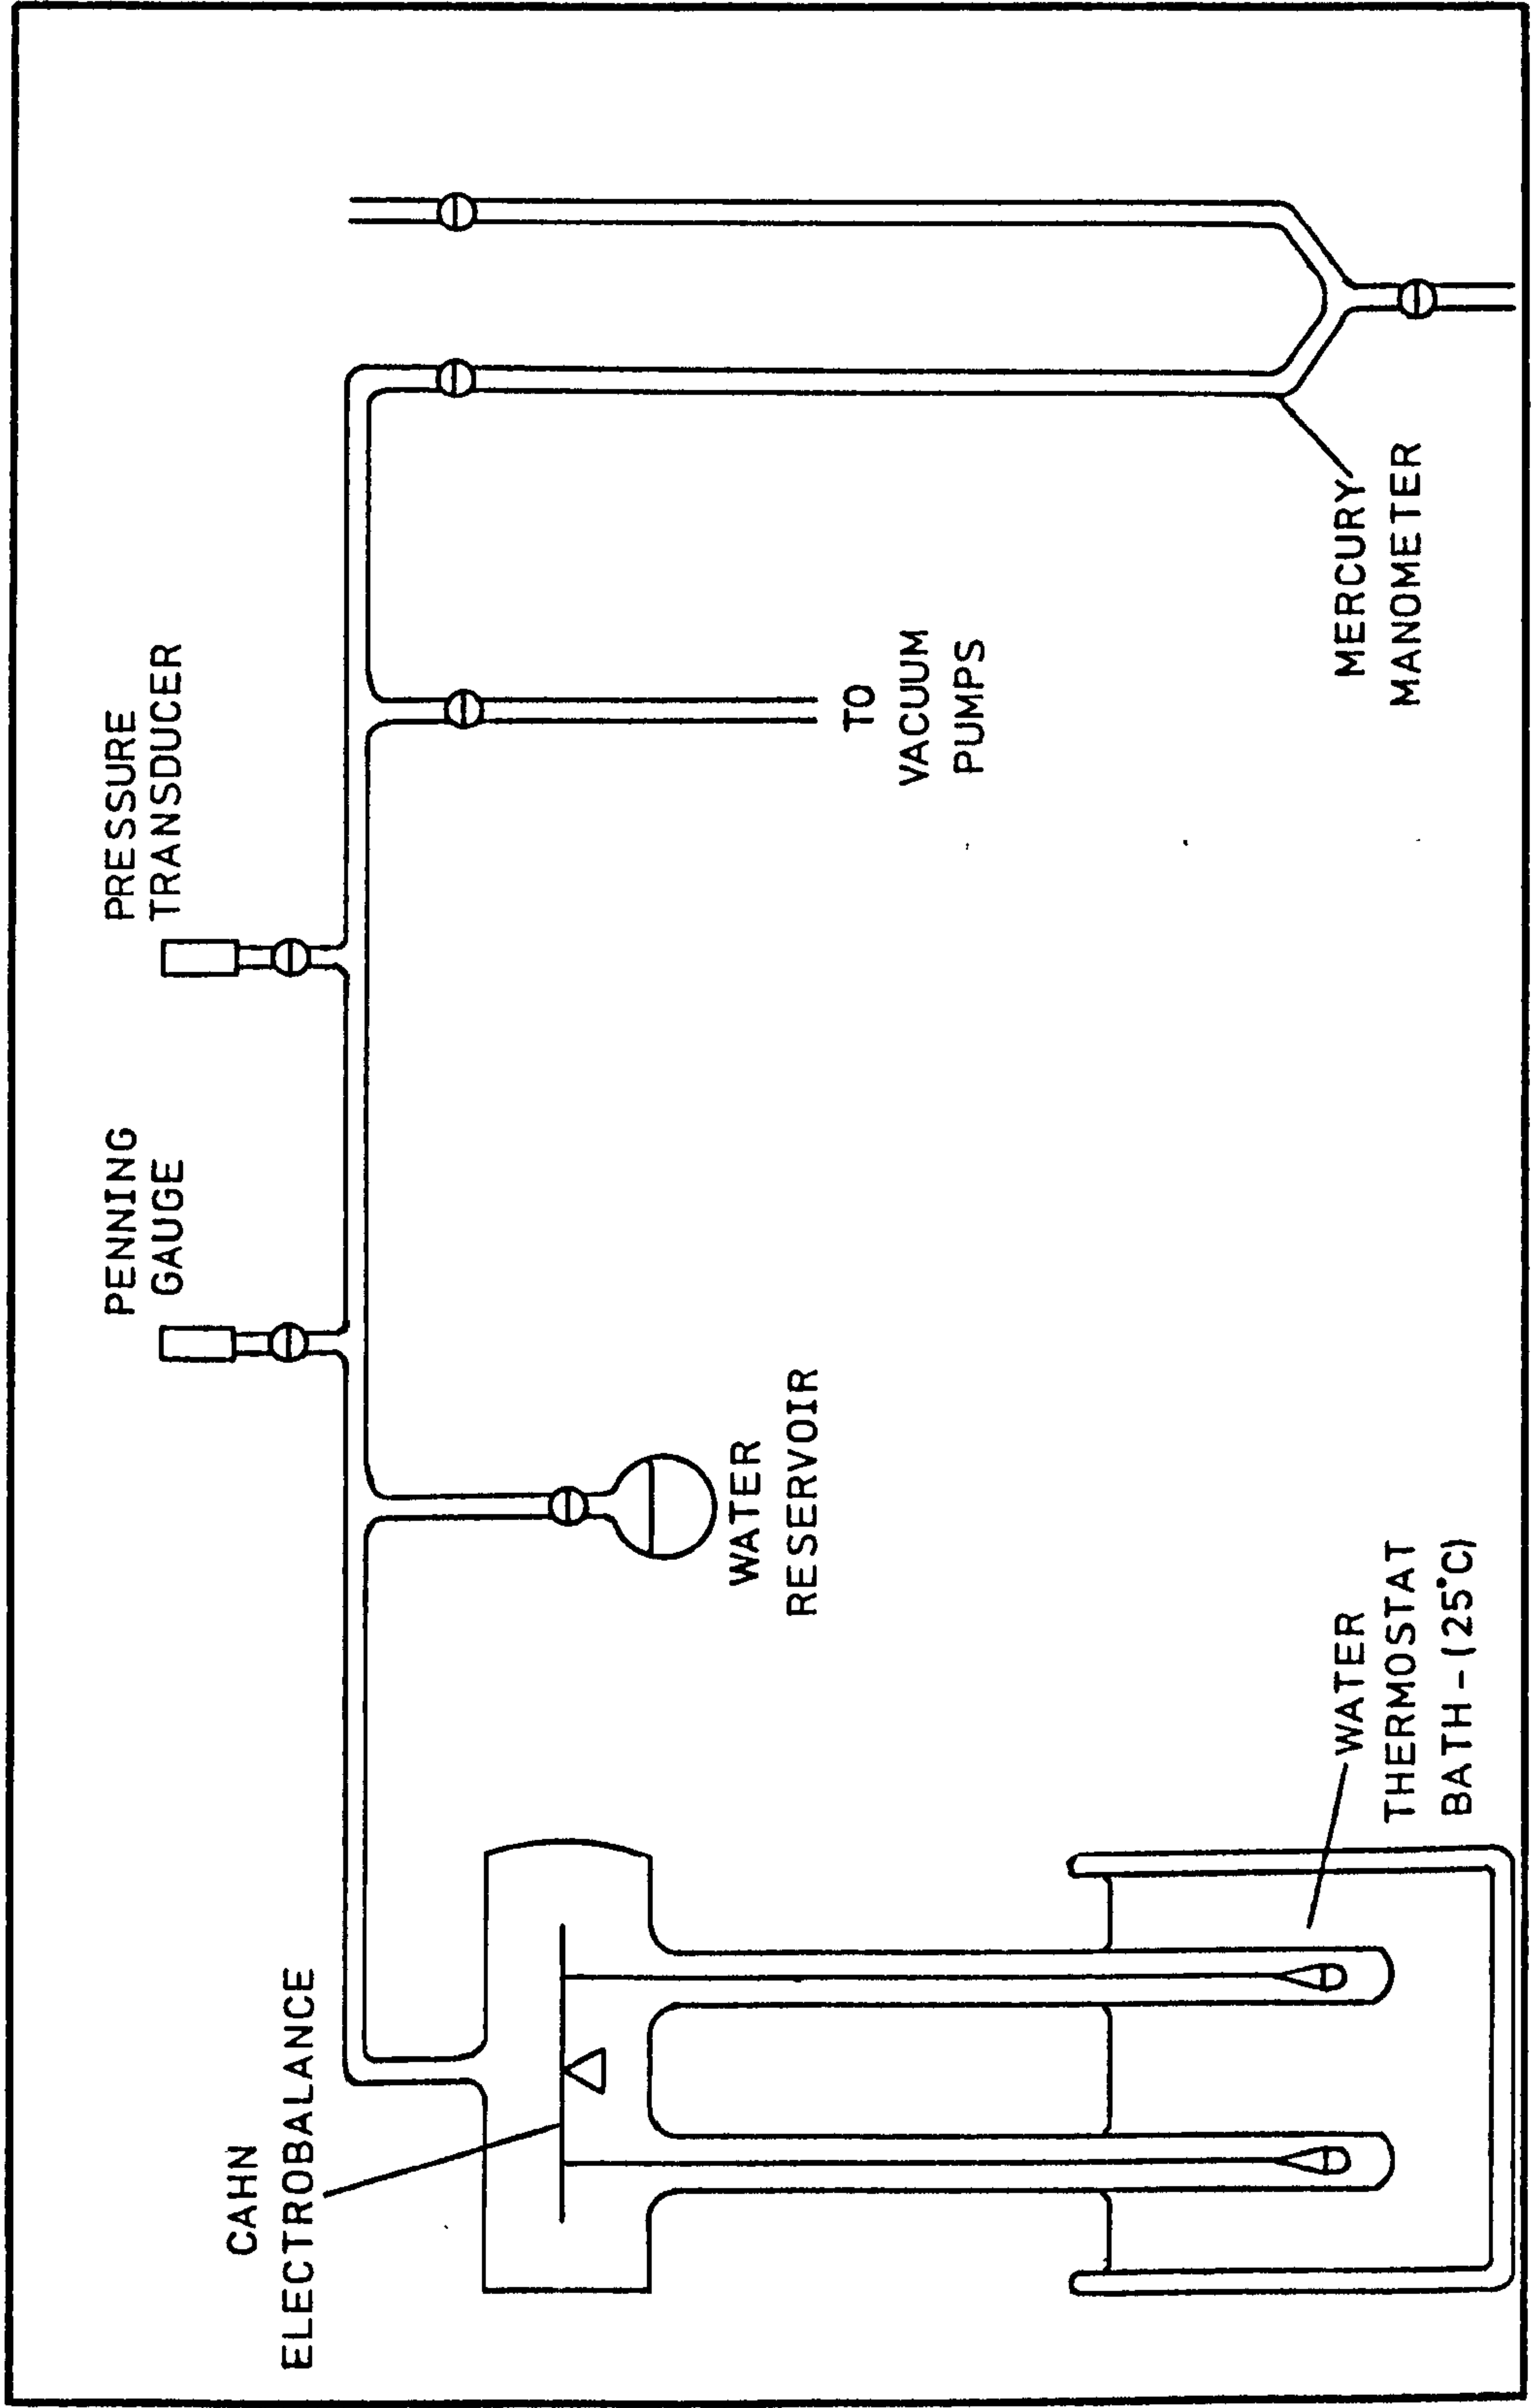 CAHN
ELECTROBALANCE
PENNING
GAUGE
PRESSURE
TRANSDUCER
WATER
RESERVOIR
TO
VACUUM
PUMPS
WATER
THERMOSTAT
BATH-(25°C)
MERCURY
MANOMETER